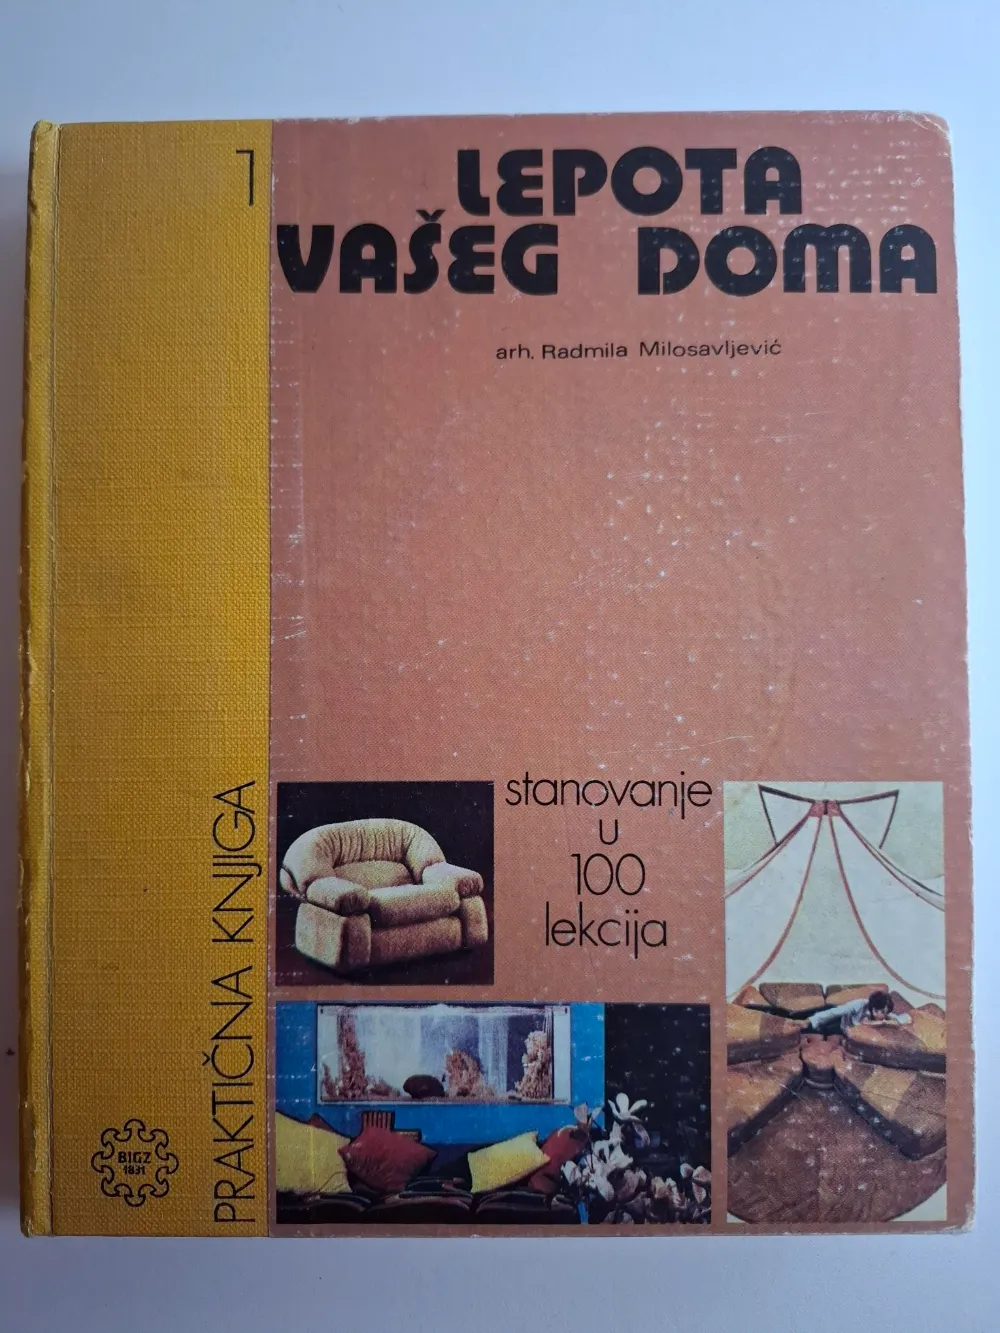 1
LEPOTA
VAŠEG DOMA
arh. Radmila Milosavljević
stanovanje
u
100
lekcija
PRAKTIČNA KNJIGA
BIGZ
1831